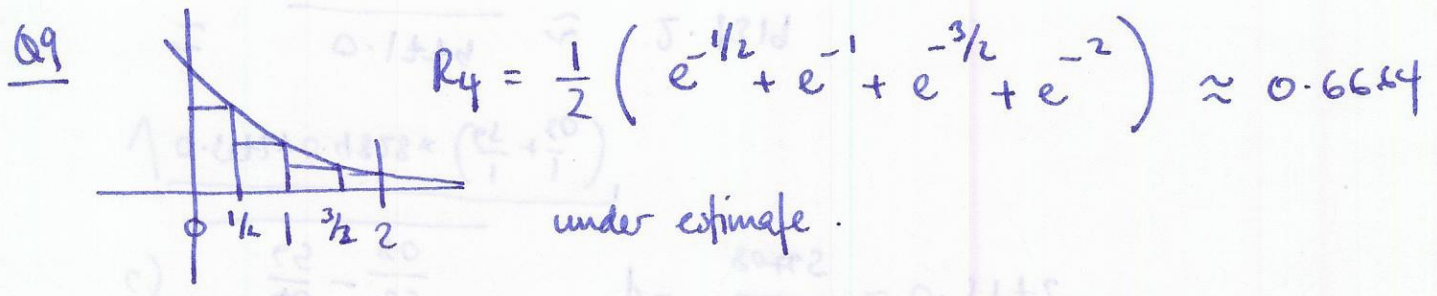 Q9
R₄ = 1/2 ( e^{-1/2} + e^{-1} + e^{-3/2} + e^{-2} ) ≈ 0.6664
0 1/2 1 3/2 2
under estimate.